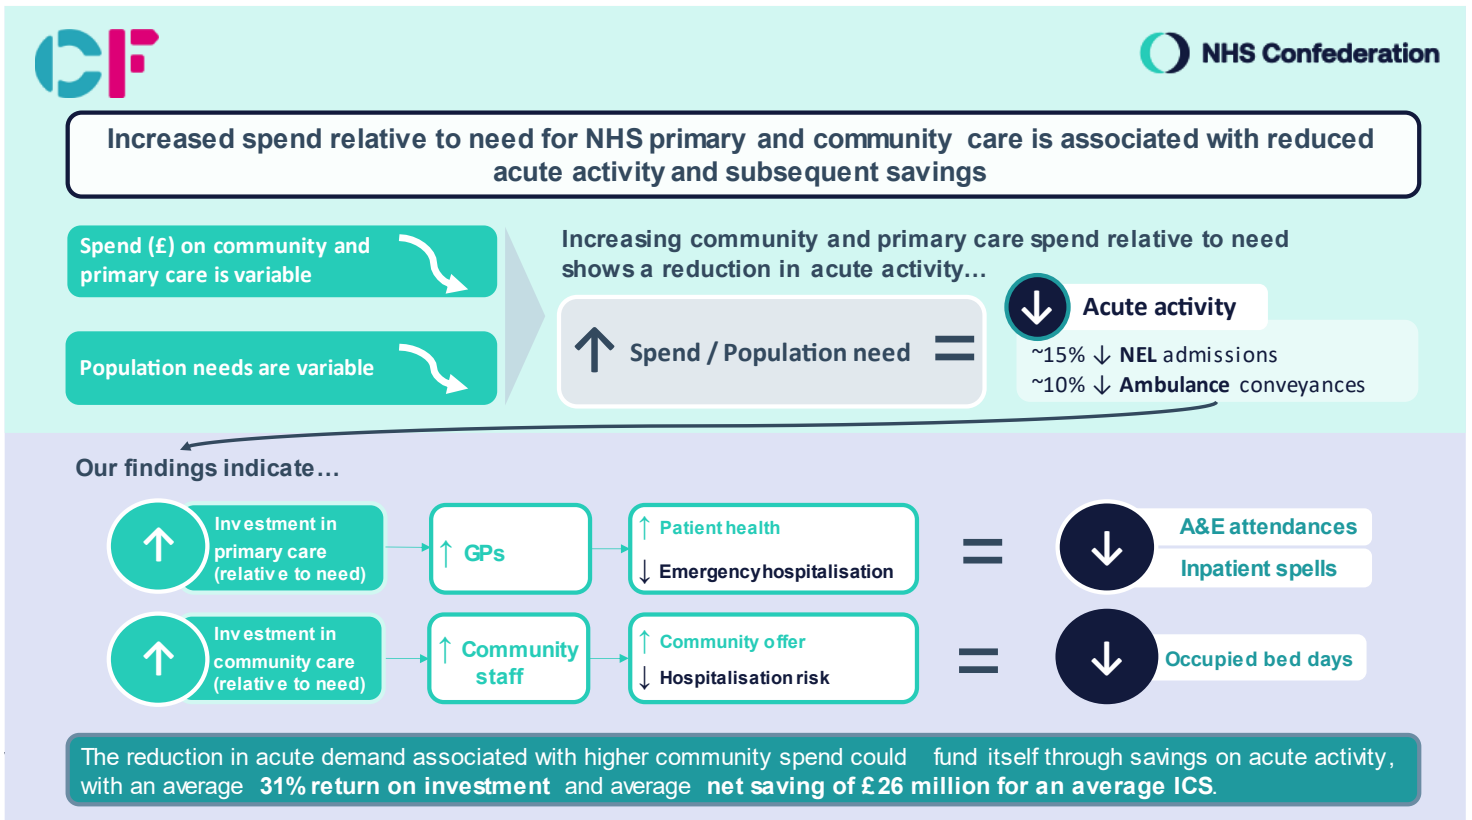 CF
NHS Confederation
Increased spend relative to need for NHS primary and community care is associated with reduced
acute activity and subsequent savings
Spend (£) on community and
primary care is variable
Population needs are variable
Increasing community and primary care spend relative to need
shows a reduction in acute activity...
↑ Spend / Population need =
↓ Acute activity
~15% ↓ NEL admissions
~10% ↓ Ambulance conveyances
Our findings indicate...
↑ Investment in
primary care
(relative to need)
↑ GPs
↑ Patient health
↓ Emergency hospitalisation
=
↓ A&E attendances
Inpatient spells
↑ Investment in
community care
(relative to need)
↑ Community
staff
↑ Community offer
↓ Hospitalisation risk
=
↓ Occupied bed days
The reduction in acute demand associated with higher community spend could fund itself through savings on acute activity,
with an average 31% return on investment and average net saving of £26 million for an average ICS.